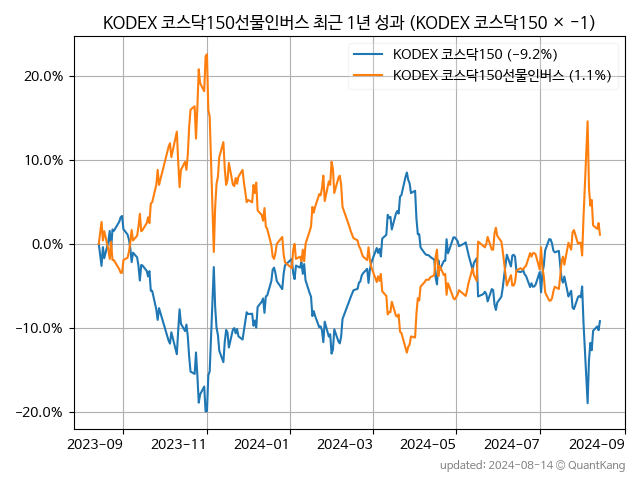 KODEX 코스닥150선물인버스 최근 1년 성과 (KODEX 코스닥150 × −1)
KODEX 코스닥150 (−9.2%)
KODEX 코스닥150선물인버스 (1.1%)
20.0%
10.0%
0.0%
−10.0%
−20.0%
2023−09 2023−11 2024−01 2024−03 2024−05 2024−07 2024−09
updated: 2024-08-14 © QuantKang